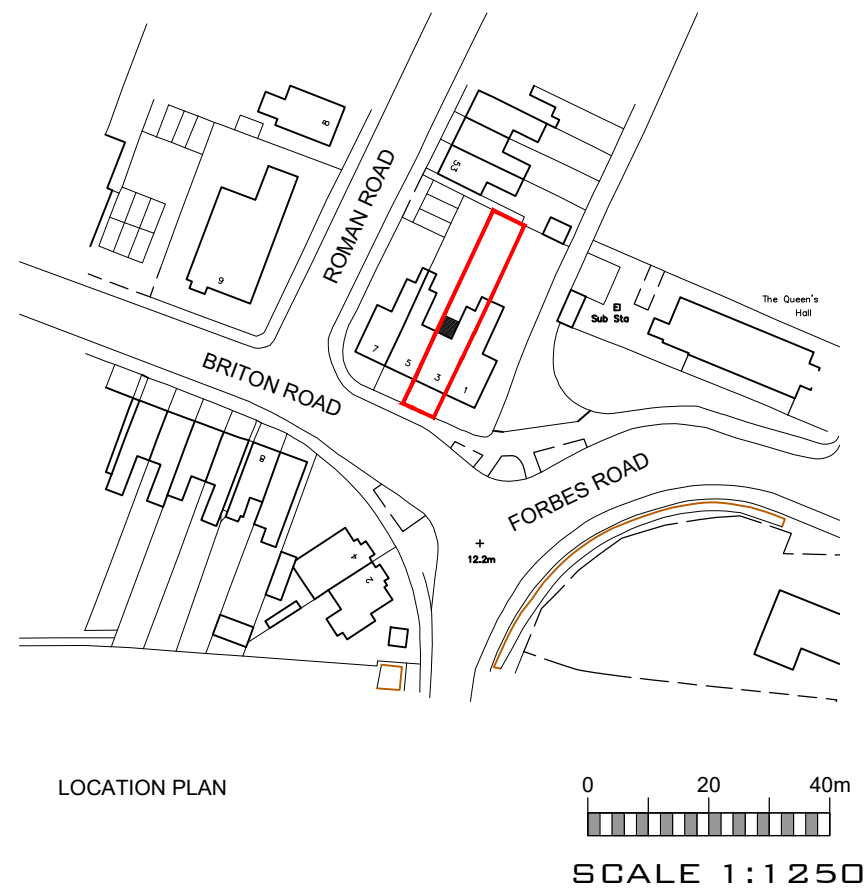 8
ROMAN ROAD
53
9
The Queen's
Hall
El
Sub Sta
BRITON ROAD
7
5
3
1
8
FORBES ROAD
4
2
+
12.2m
LOCATION PLAN
0 20 40m
SCALE 1:1250